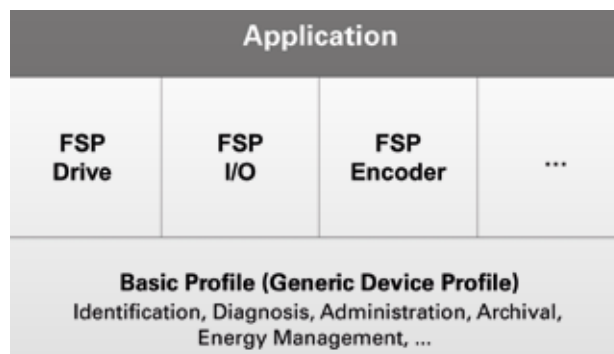 Application
FSP
Drive
FSP
I/O
FSP
Encoder
...
Basic Profile (Generic Device Profile)
Identification, Diagnosis, Administration, Archival,
Energy Management, ...